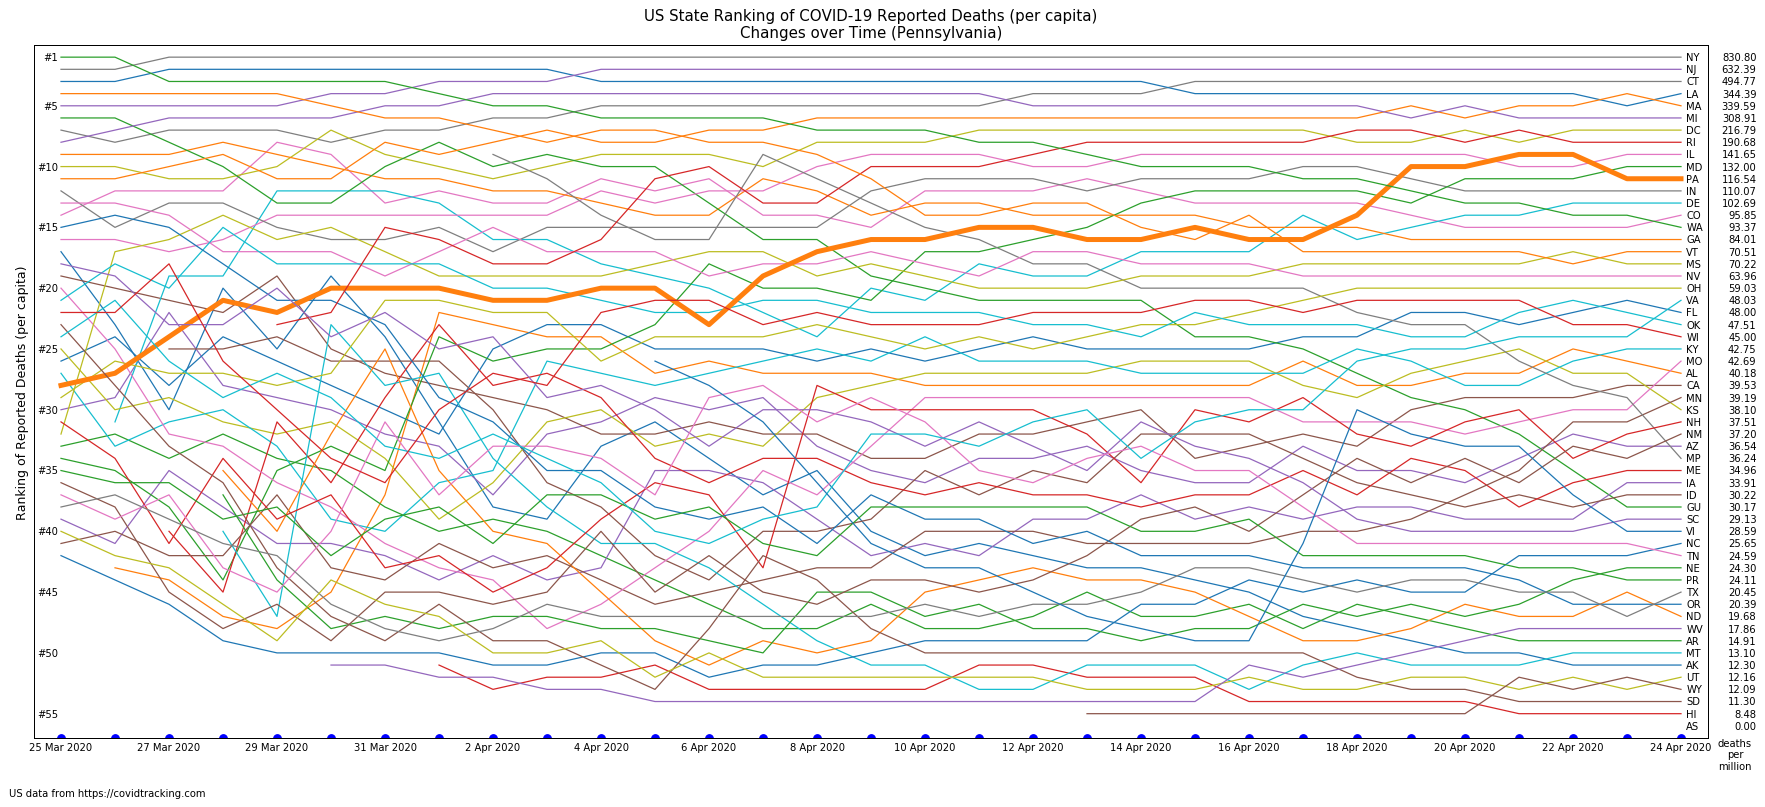 US State Ranking of COVID-19 Reported Deaths (per capita)
Changes over Time (Pennsylvania)
Ranking of Reported Deaths (per capita)
#1
#5
#10
#15
#20
#25
#30
#35
#40
#45
#50
#55
NY 830.80
NJ 632.39
CT 494.77
LA 344.39
MA 339.59
MI 308.91
DC 216.79
RI 190.68
IL 141.65
MD 132.00
PA 116.54
IN 110.07
DE 102.69
CO 95.85
WA 93.37
GA 84.01
VT 70.51
MS 70.22
NV 63.96
OH 59.03
VA 48.03
FL 48.00
OK 47.51
WI 45.00
KY 42.75
MO 42.69
AL 40.18
CA 39.53
MN 39.19
KS 38.10
NH 37.51
NM 37.20
AZ 36.54
MP 36.24
ME 34.96
IA 33.91
ID 30.22
GU 30.17
SC 29.13
VI 28.59
NC 25.65
TN 24.59
NE 24.30
PR 24.11
TX 20.45
OR 20.39
ND 19.68
WV 17.86
AR 14.91
MT 13.10
AK 12.30
UT 12.16
WY 12.09
SD 11.30
HI 8.48
AS 0.00
25 Mar 2020 27 Mar 2020 29 Mar 2020 31 Mar 2020 2 Apr 2020 4 Apr 2020 6 Apr 2020 8 Apr 2020 10 Apr 2020 12 Apr 2020 14 Apr 2020 16 Apr 2020 18 Apr 2020 20 Apr 2020 22 Apr 2020 24 Apr 2020
deaths
per
million
US data from https://covidtracking.com